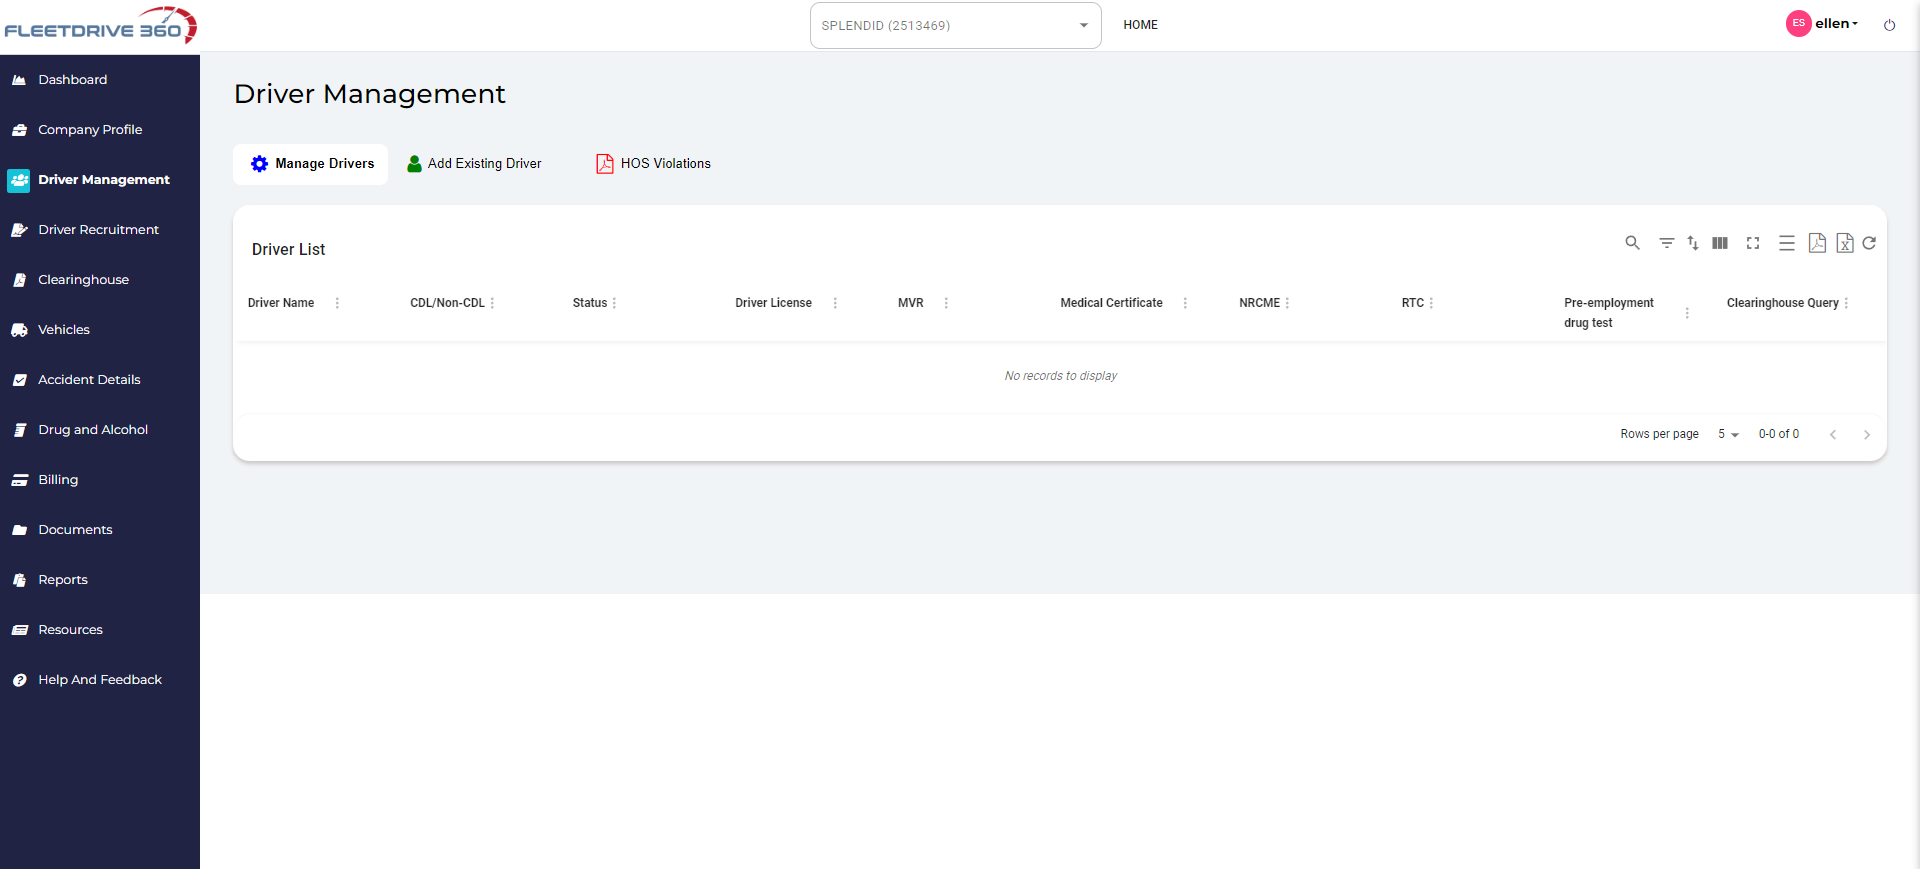 FLEETDRIVE 360
SPLENDID (2513469)
HOME
ES
ellen
Dashboard
Company Profile
Driver Management
Driver Recruitment
Clearinghouse
Vehicles
Accident Details
Drug and Alcohol
Billing
Documents
Reports
Resources
Help And Feedback
Driver Management
Manage Drivers
Add Existing Driver
HOS Violations
Driver List
Driver Name
CDL/Non-CDL
Status
Driver License
MVR
Medical Certificate
NRCME
RTC
Pre-employment
drug test
Clearinghouse Query
No records to display
Rows per page
5
0-0 of 0